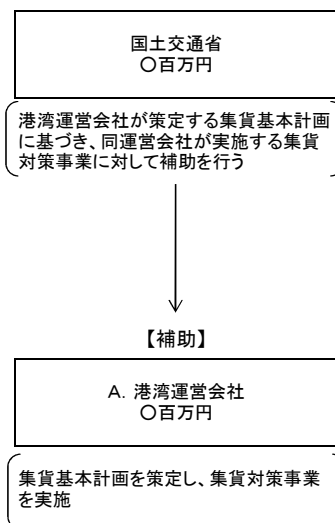 国土交通省
〇百万円
港湾運営会社が策定する集貨基本計画
に基づき、同運営会社が実施する集貨
対策事業に対して補助を行う
【補助】
A. 港湾運営会社
〇百万円
集貨基本計画を策定し、集貨対策事業
を実施